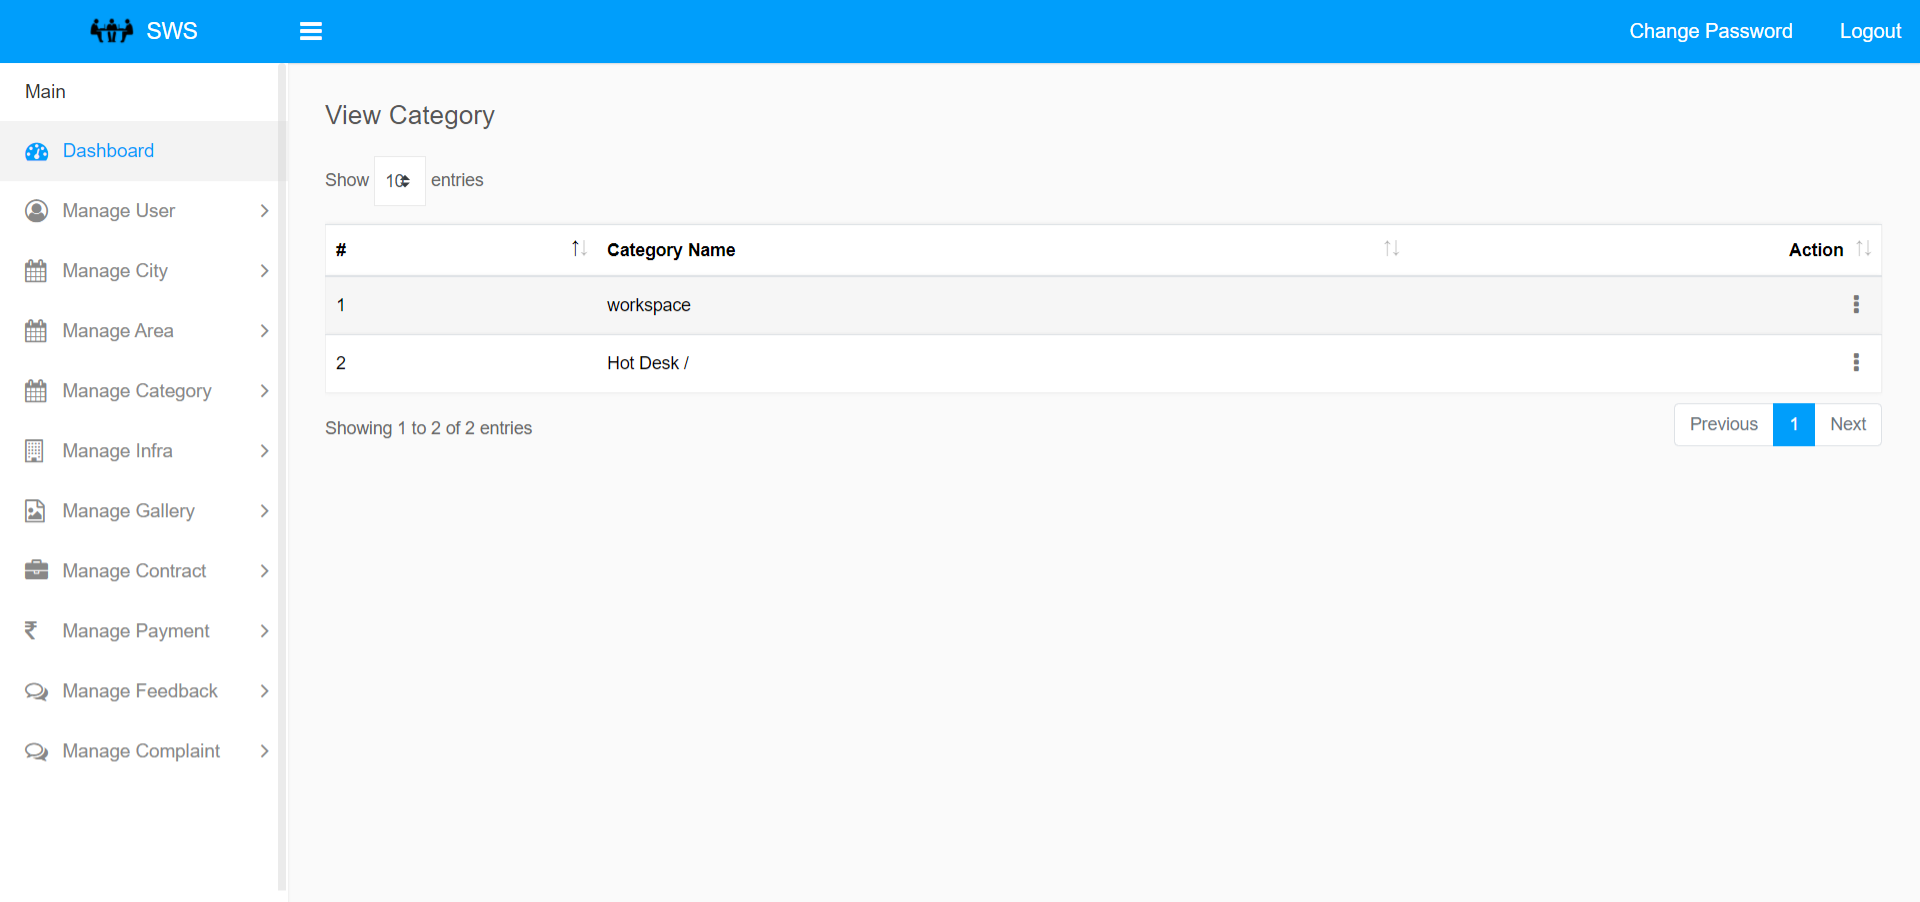 SWS
Change Password
Logout
Main
Dashboard
Manage User
Manage City
Manage Area
Manage Category
Manage Infra
Manage Gallery
Manage Contract
Manage Payment
Manage Feedback
Manage Complaint
View Category
Show 10 entries
# Category Name Action
1 workspace
2 Hot Desk /
Showing 1 to 2 of 2 entries
Previous 1 Next